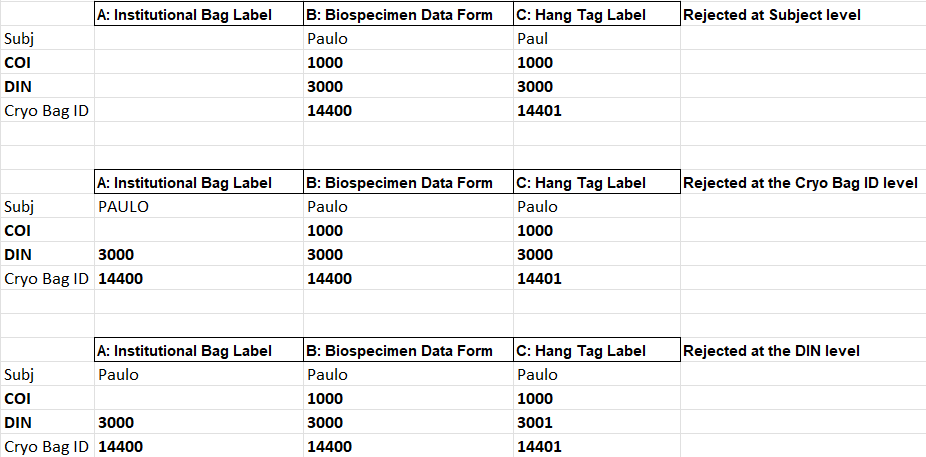 A: Institutional Bag Label B: Biospecimen Data Form C: Hang Tag Label Rejected at Subject level
Subj Paulo Paul
COI 1000 1000
DIN 3000 3000
Cryo Bag ID 14400 14401
A: Institutional Bag Label B: Biospecimen Data Form C: Hang Tag Label Rejected at the Cryo Bag ID level
Subj PAULO Paulo Paulo
COI 1000 1000
DIN 3000 3000 3000
Cryo Bag ID 14400 14400 14401
A: Institutional Bag Label B: Biospecimen Data Form C: Hang Tag Label Rejected at the DIN level
Subj Paulo Paulo Paulo
COI 1000 1000
DIN 3000 3000 3001
Cryo Bag ID 14400 14400 14401